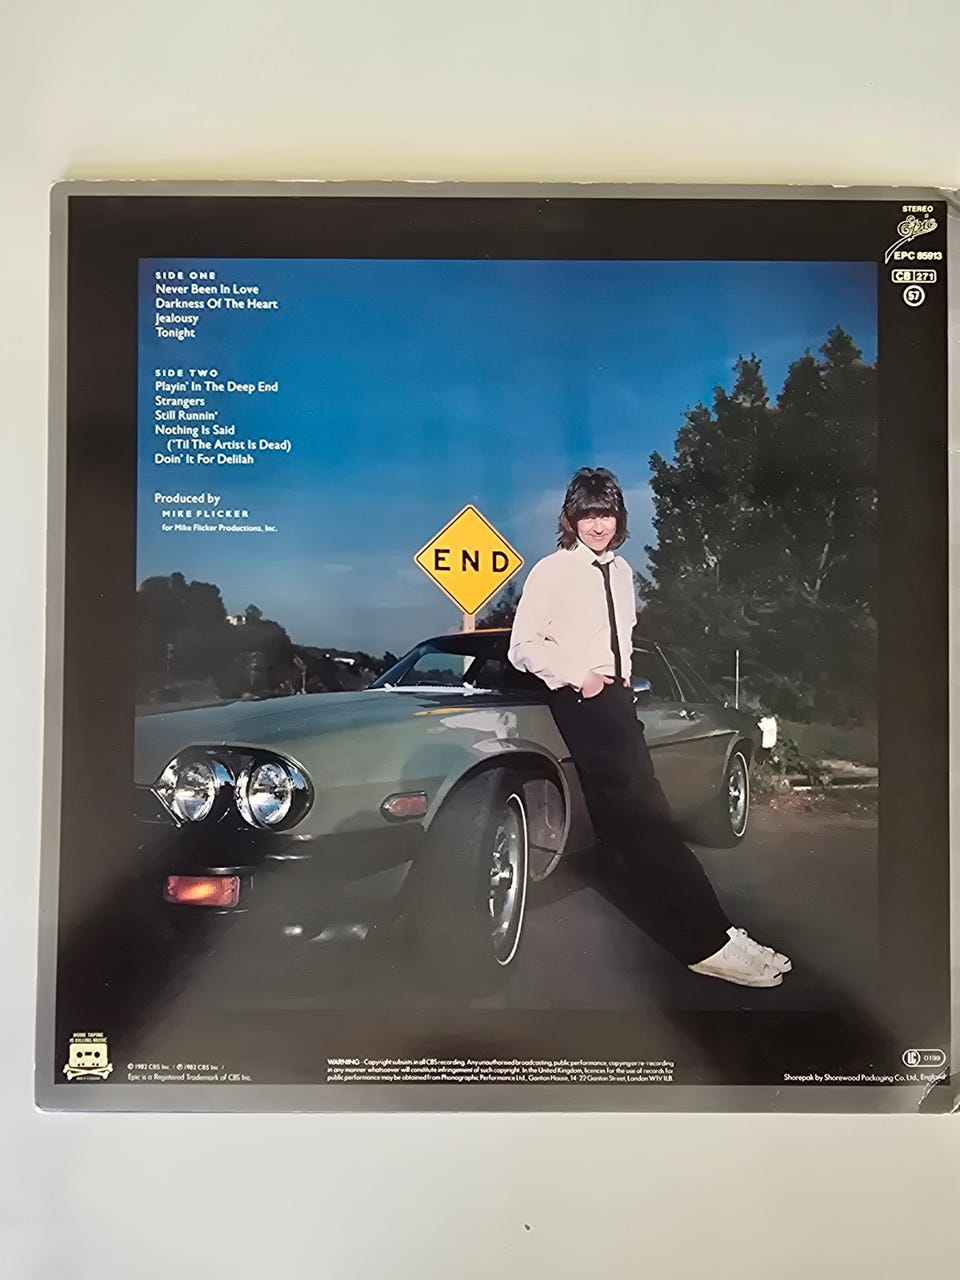 STEREO
Epic
EPC 85913
CB 271
57
SIDE ONE
Never Been In Love
Darkness Of The Heart
Jealousy
Tonight
SIDE TWO
Playin' In The Deep End
Strangers
Still Runnin'
Nothing Is Said
('Til The Artist Is Dead)
Doin' It For Delilah
Produced by
MIKE FLICKER
for Mike Flicker Productions, Inc.
END
HOME TAPING
IS KILLING MUSIC
© 1982 CBS Inc. / ℗ 1982 CBS Inc.
Epic is a Registered Trademark of CBS Inc.
WARNING - Copyright subsists in all CBS recording. Any unauthorised broadcasting, public performance, copying or re-recording
in any manner whatsoever will constitute infringement of such copyright. In the United Kingdom, licences for the use of records for
public performance may be obtained from Phonographic Performance Ltd., Ganton House, 14-22 Ganton Street, London W1V 1LB.
LC 0199
Shorepak by Shorewood Packaging Co. Ltd., England